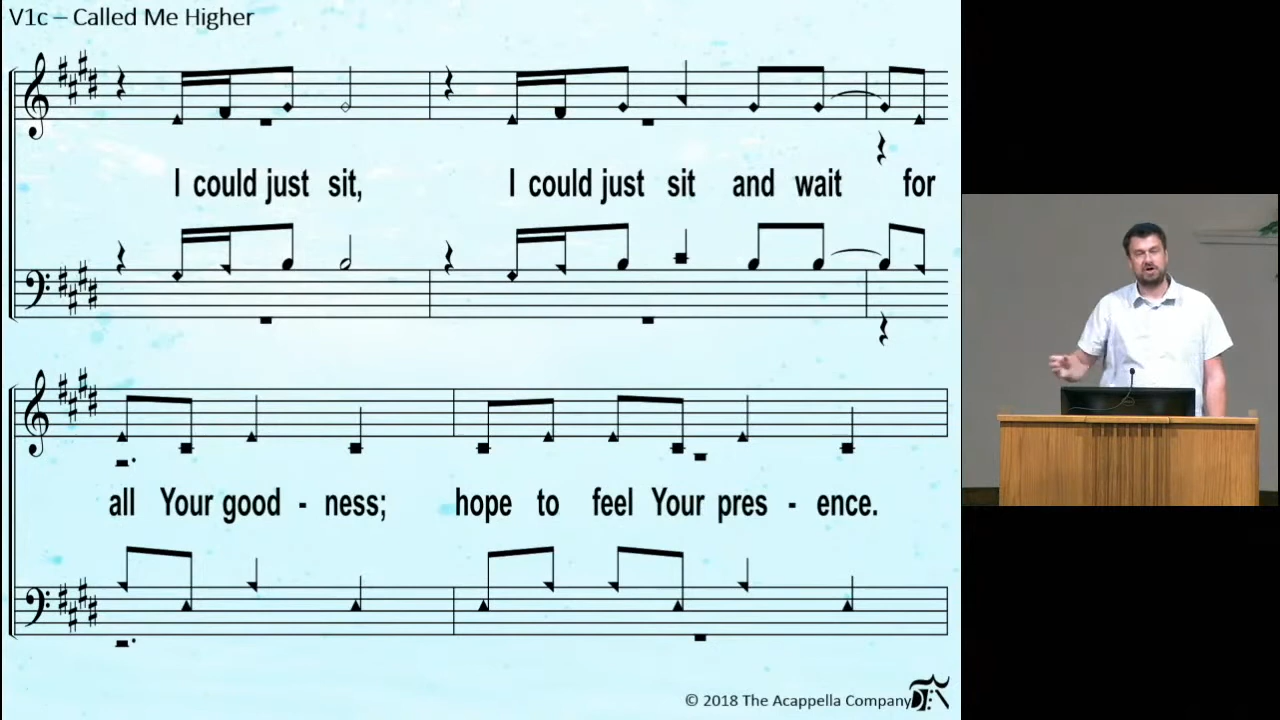 V1c – Called Me Higher
I could just sit, I could just sit and wait for
all Your good - ness; hope to feel Your pres - ence.
© 2018 The Acappella Company